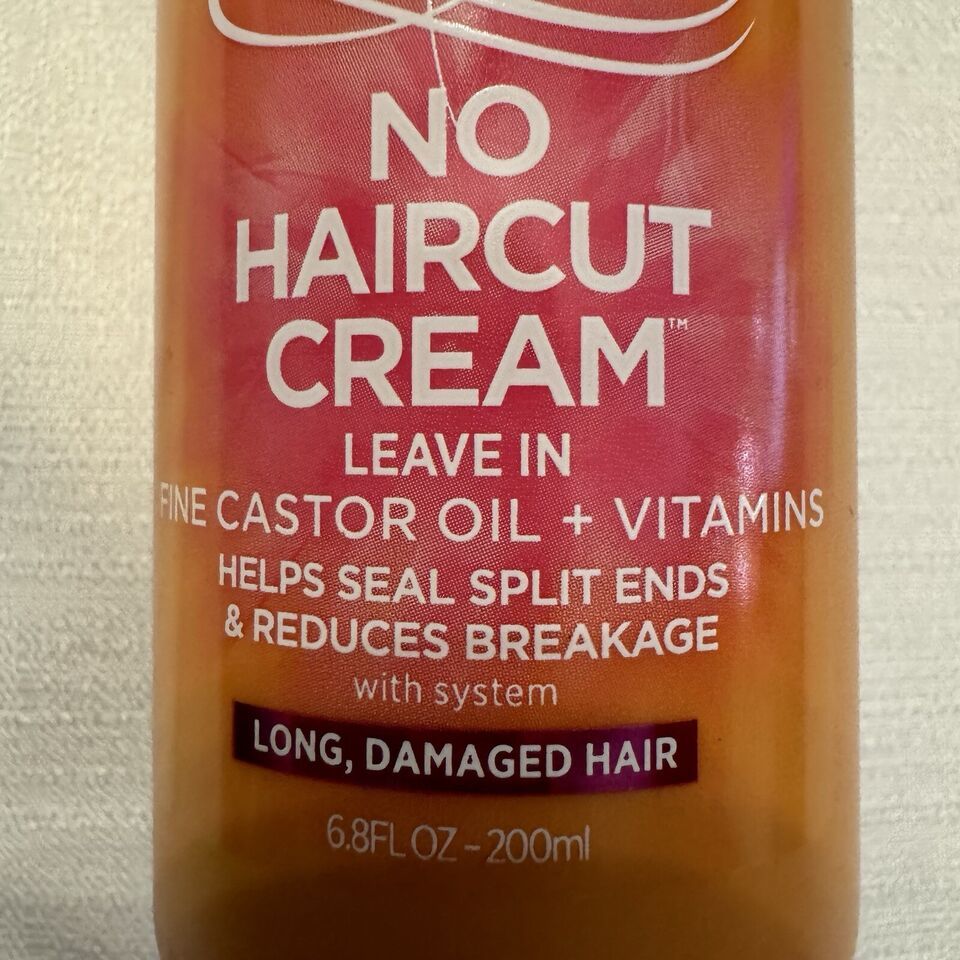 NO
HAIRCUT
CREAM™
LEAVE IN
FINE CASTOR OIL + VITAMINS
HELPS SEAL SPLIT ENDS
& REDUCES BREAKAGE
with system
LONG, DAMAGED HAIR
6.8FL OZ – 200ml